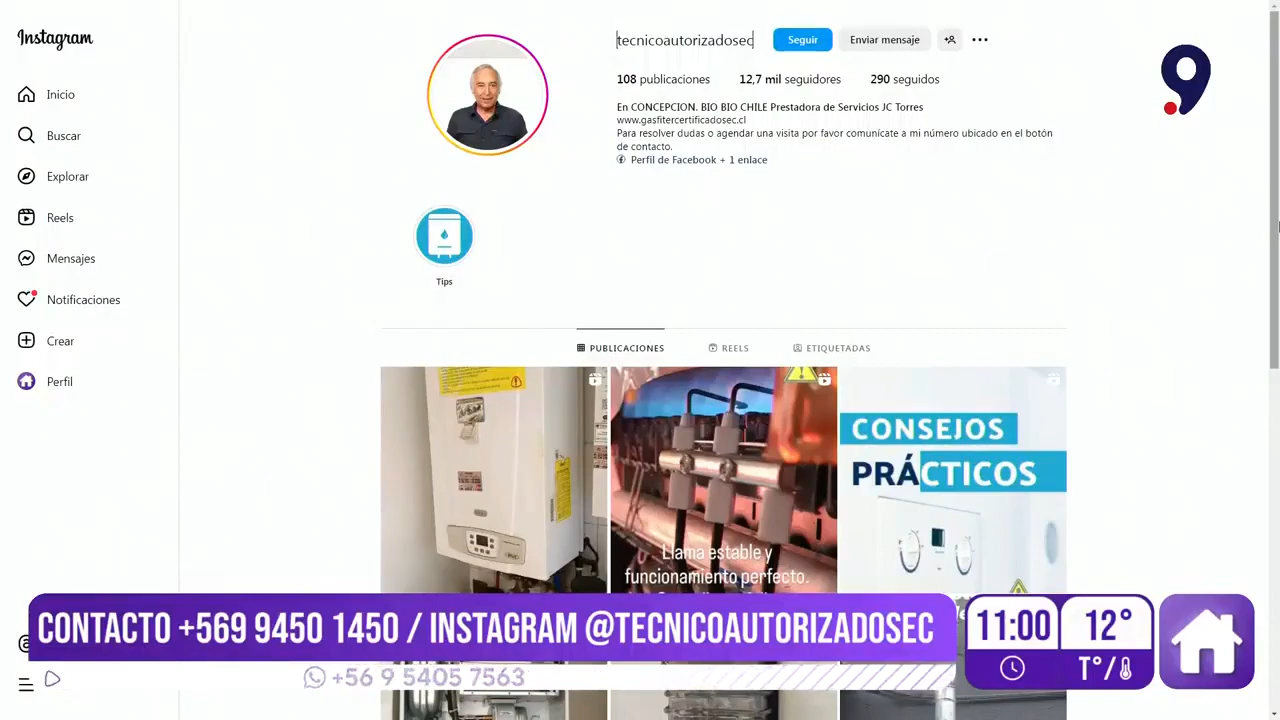 Instagram
Inicio
Buscar
Explorar
Reels
Mensajes
Notificaciones
Crear
Perfil
tecnicoautorizadosec
Seguir
Enviar mensaje
108 publicaciones
12,7 mil seguidores
290 seguidos
En CONCEPCION. BIO BIO CHILE Prestadora de Servicios JC Torres
www.gasfitercertificadosec.cl
Para resolver dudas o agendar una visita por favor comunícate a mi número ubicado en el botón
de contacto.
Perfil de Facebook + 1 enlace
9
Tips
PUBLICACIONES
REELS
ETIQUETADAS
Llama estable y
funcionamiento perfecto.
CONSEJOS
PRÁCTICOS
CONTACTO +569 9450 1450 / INSTAGRAM @TECNICOAUTORIZADOSEC
+56 9 5405 7563
11:00
12°
T°/